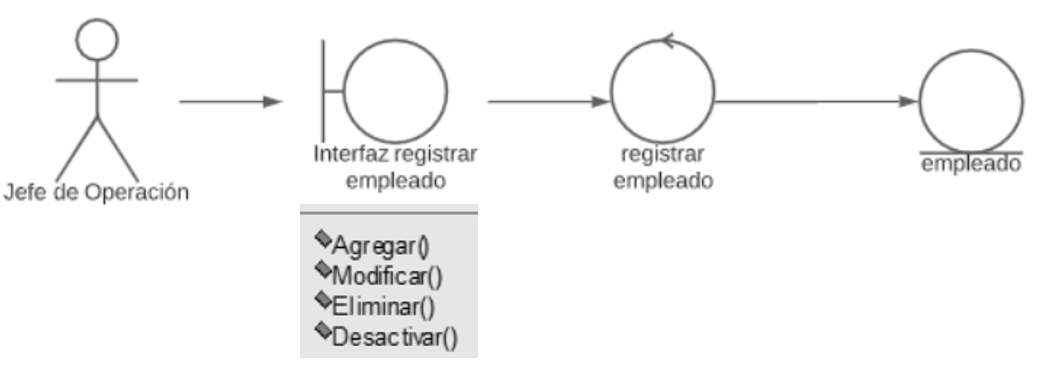 Jefe de Operación
Interfaz registrar
empleado
registrar
empleado
empleado
Agregar()
Modificar()
Eliminar()
Desactivar()